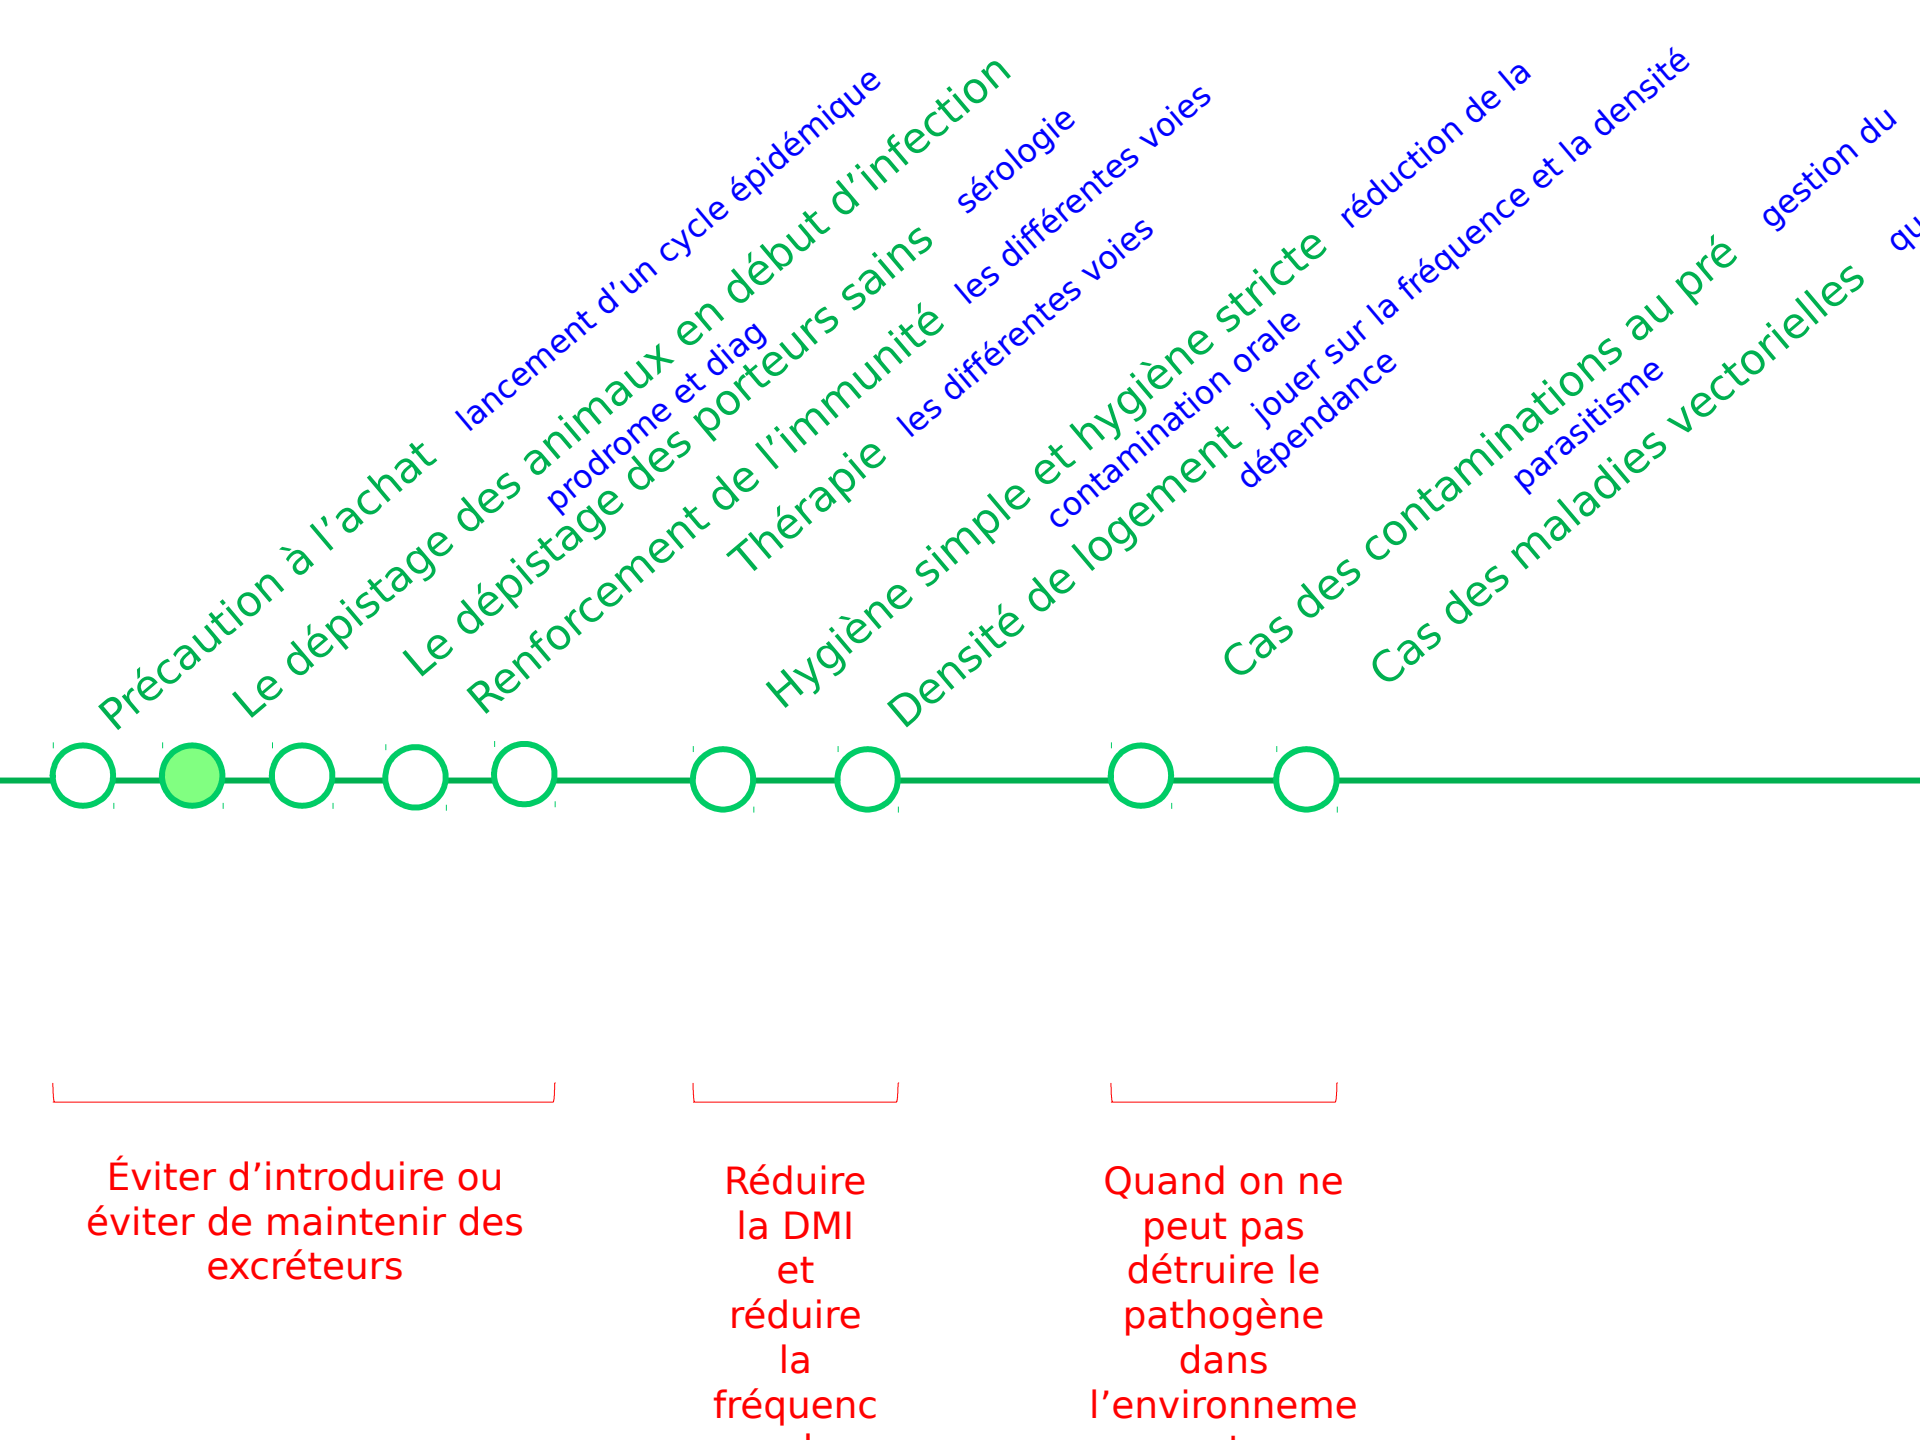 Précaution à l’achat lancement d’un cycle épidémique
Le dépistage des animaux en début d’infection
prodrome et diag
Le dépistage des porteurs sains sérologie
Renforcement de l’immunité les différentes voies
Thérapie les différentes voies
Hygiène simple et hygiène stricte réduction de la
contamination orale
Densité de logement jouer sur la fréquence et la densité
dépendance
Cas des contaminations au pré gestion du
parasitisme
Cas des maladies vectorielles
Éviter d’introduire ou
éviter de maintenir des
excréteurs
Réduire
la DMI
et
réduire
la
fréquenc
Quand on ne
peut pas
détruire le
pathogène
dans
l’environneme